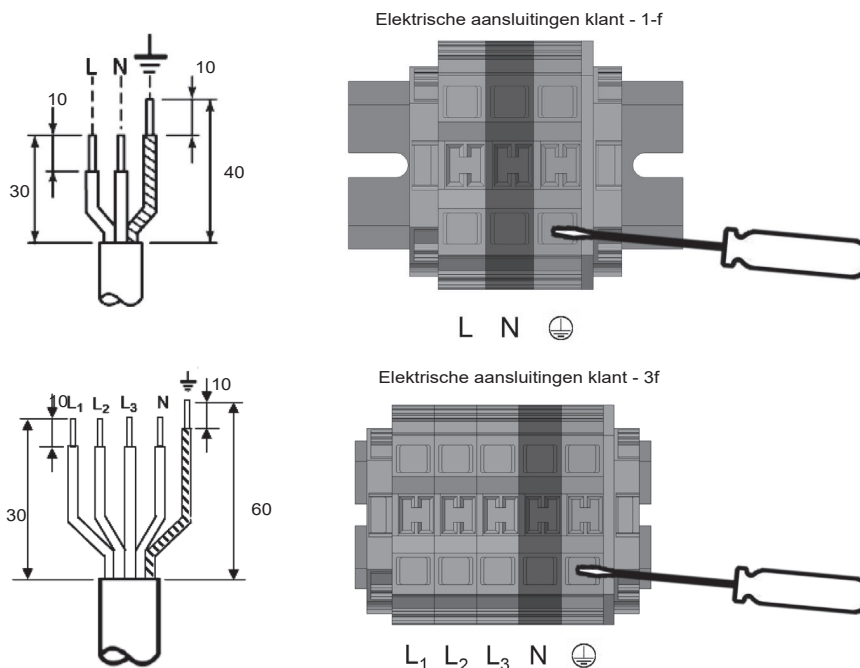 Elektrische aansluitingen klant - 1-f
L N
10
10
30
40
L N
Elektrische aansluitingen klant - 3f
10 L₁ L₂ L₃ N
10
30
60
L₁ L₂ L₃ N